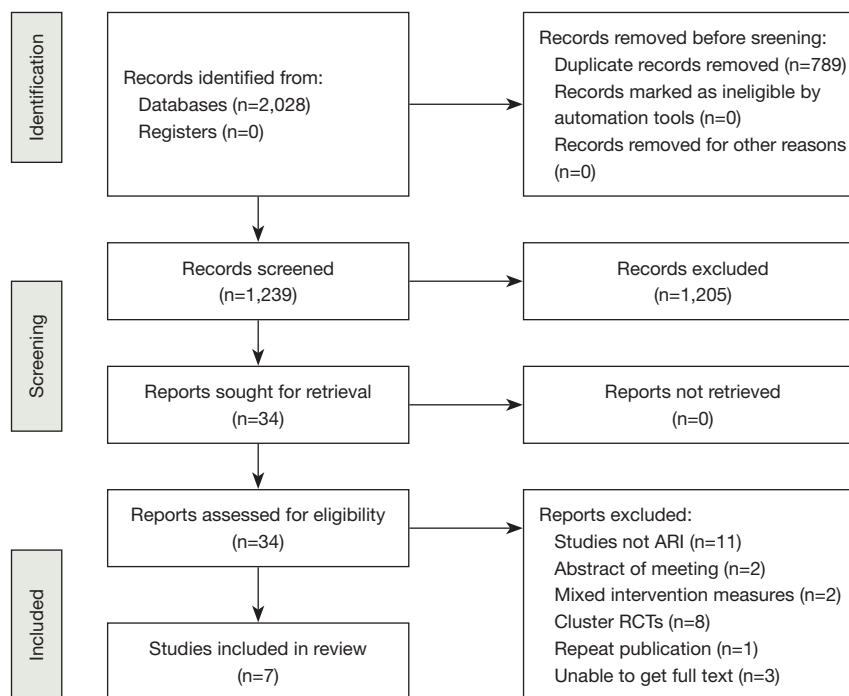 Identification
Records identified from:
Databases (n=2,028)
Registers (n=0)
Records removed before sreening:
Duplicate records removed (n=789)
Records marked as ineligible by
automation tools (n=0)
Records removed for other reasons
(n=0)
Screening
Records screened
(n=1,239)
Records excluded
(n=1,205)
Reports sought for retrieval
(n=34)
Reports not retrieved
(n=0)
Reports assessed for eligibility
(n=34)
Reports excluded:
Studies not ARI (n=11)
Abstract of meeting (n=2)
Mixed intervention measures (n=2)
Cluster RCTs (n=8)
Repeat publication (n=1)
Unable to get full text (n=3)
Included
Studies included in review
(n=7)